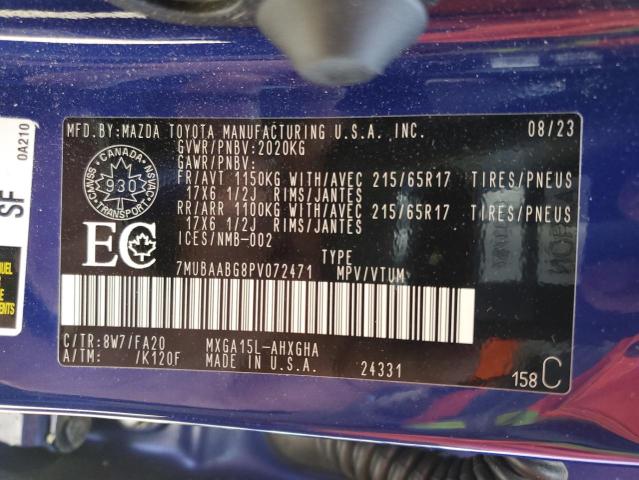 MFD.BY:MAZDA TOYOTA MANUFACTURING U.S.A. INC. 08/23
GVWR/PNBV:2020KG
GAWR/PNBV:
FR/AVT 1150KG WITH/AVEC 215/65R17 TIRES/PNEUS
17X6 1/2J RIMS/JANTES
RR/ARR 1100KG WITH/AVEC 215/65R17 TIRES/PNEUS
17X6 1/2J RIMS/JANTES
ICES/NMB-002
CMVSS NSVAC
930
TRANSPORT
EC
TYPE
7MUBAABG8PV072471 MPV/VTUM
C/TR:8W7/FA20 MXGA15L-AHXGHA
A/TM: /K120F MADE IN U.S.A. 24331
158C
0A210
SF